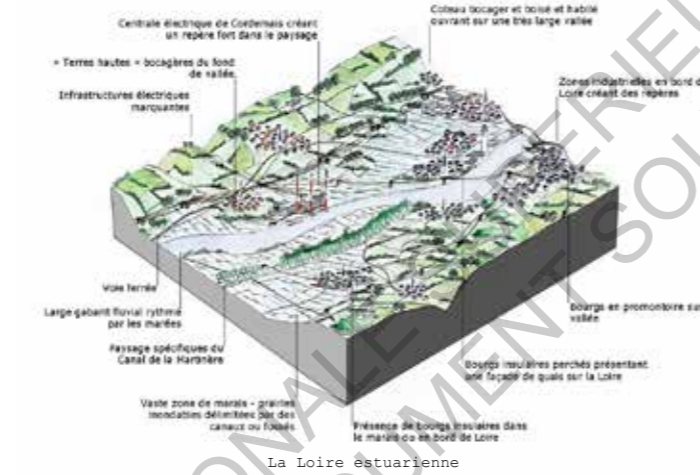 Centrale électrique de Cordemais créant
un repère fort dans le paysage
Coteau bocager et boisé et habité
ouvrant sur une très large vallée
« Terres hautes » bocagères du fond
de vallée
Infrastructures électriques
marquantes
Zones industrielles en bord d
Loire créant des repères
Voie ferrée
Large gabarit fluvial rythmé
par les marées
Paysage spécifiques du
Canal de la Martinière
Bourgs en promontoire sur
vallée
Bourgs insulaires perchés présentant
une façade de quais sur la Loire
Vaste zone de marais - prairies
inondables délimitées par des
canaux ou fossés
Présence de bourgs insulaires dans
le marais ou en bord de Loire
La Loire estuarienne